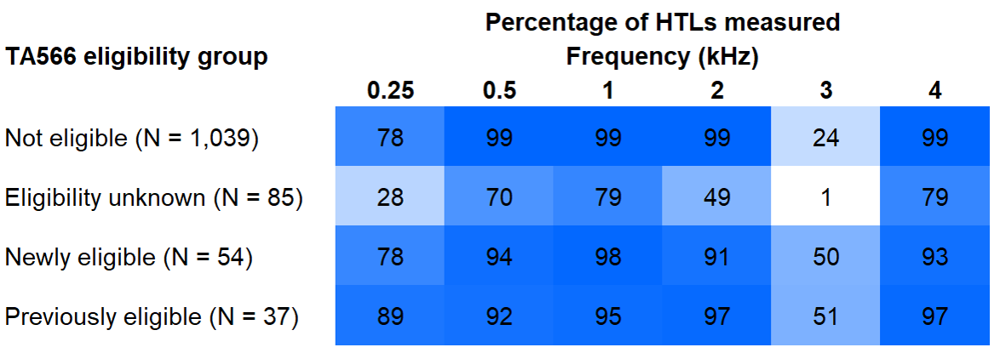 Percentage of HTLs measured
TA566 eligibility group Frequency (kHz)
0.25 0.5 1 2 3 4
Not eligible (N = 1,039) 78 99 99 99 24 99
Eligibility unknown (N = 85) 28 70 79 49 1 79
Newly eligible (N = 54) 78 94 98 91 50 93
Previously eligible (N = 37) 89 92 95 97 51 97